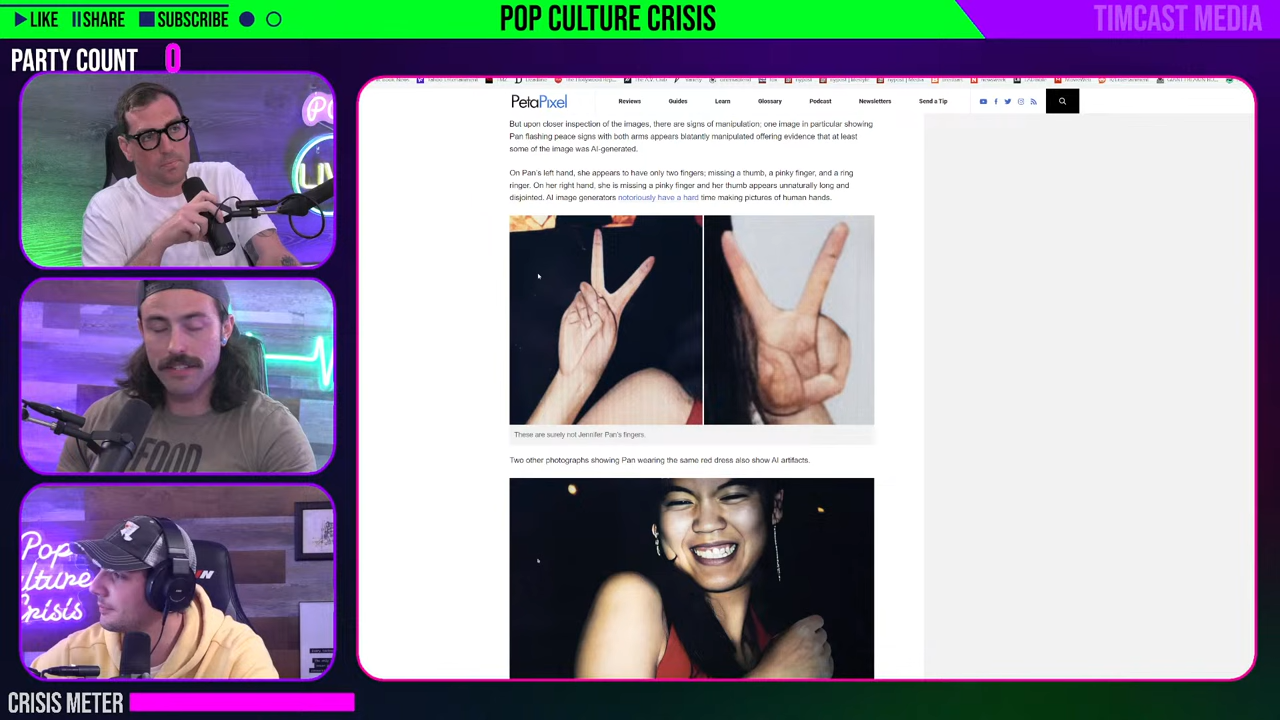 LIKE SHARE SUBSCRIBE
POP CULTURE CRISIS
TIMCAST MEDIA
PARTY COUNT 0
PetaPixel Reviews Guides Learn Glossary Podcast Newsletters Send a Tip
But upon closer inspection of the images, there are signs of manipulation; one image in particular showing
Pan flashing peace signs with both arms appears blatantly manipulated offering evidence that at least
some of the image was AI-generated.
On Pan's left hand, she appears to have only two fingers; missing a thumb, a pinky finger, and a ring
ringer. On her right hand, she is missing a pinky finger and her thumb appears unnaturally long and
disjointed. AI image generators notoriously have a hard time making pictures of human hands.
These are surely not Jennifer Pan's fingers.
Two other photographs showing Pan wearing the same red dress also show AI artifacts.
FOOD
Pop
ulture
Crisis
CRISIS METER